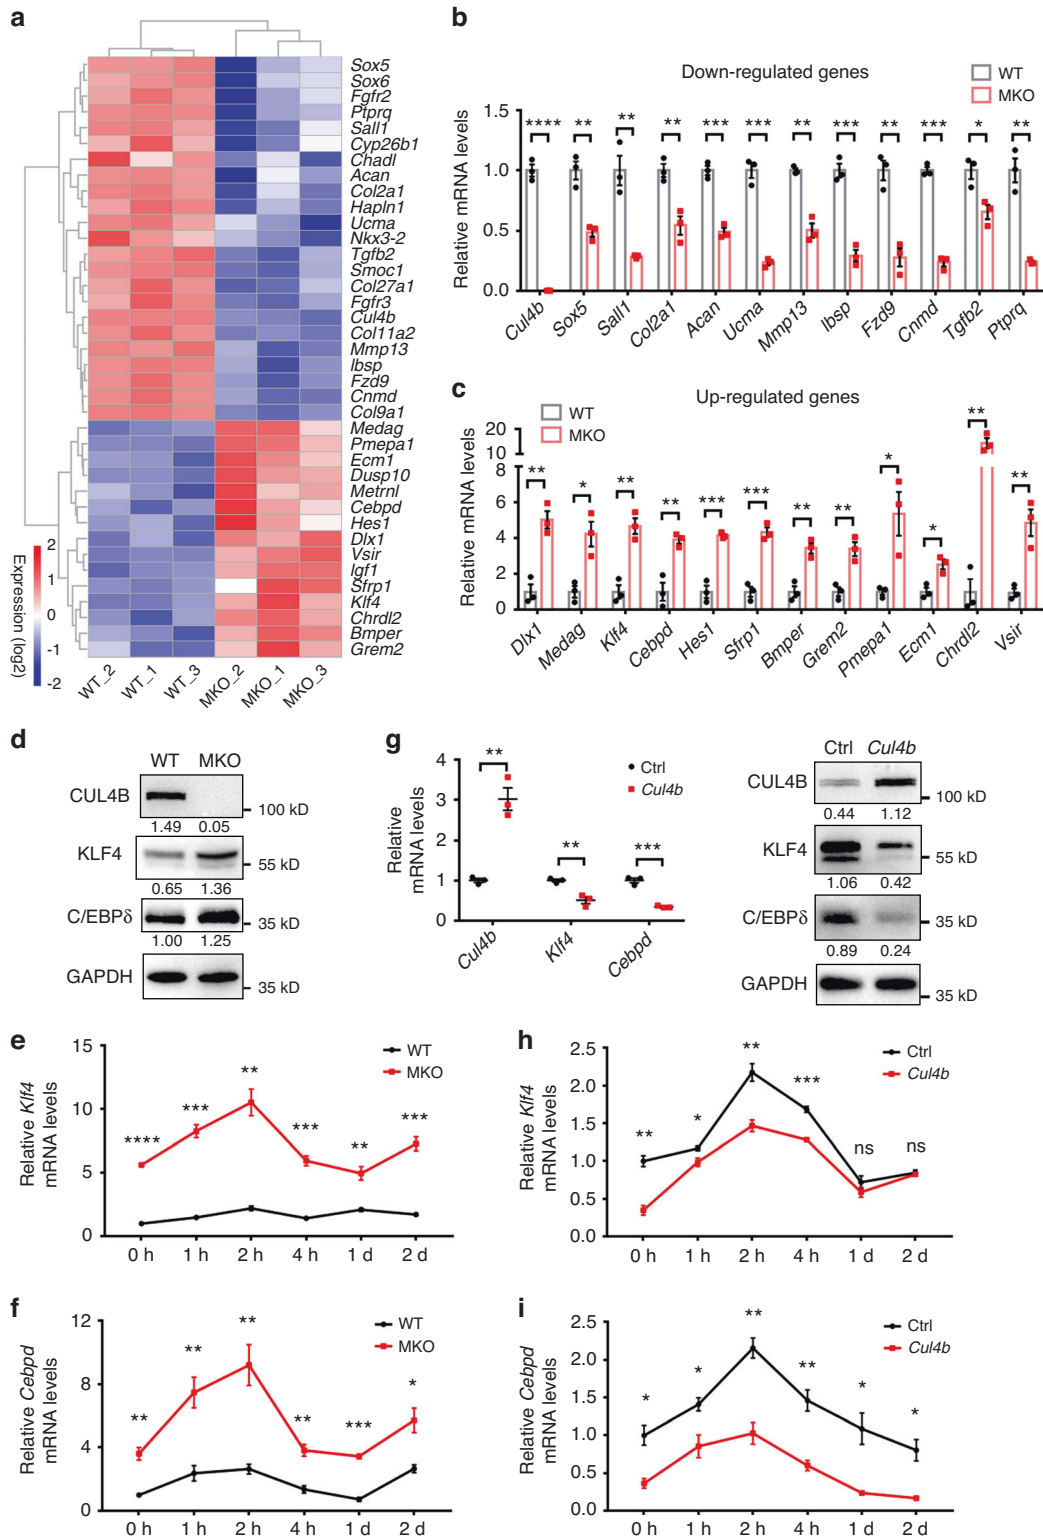 a
Sox5
Sox6
Fgfr2
Ptprq
Sall1
Cyp26b1
Chadl
Acan
Col2a1
Hapln1
Ucma
Nkx3-2
Tgfb2
Smoc1
Col27a1
Fgfr3
Cul4b
Col11a2
Mmp13
Ibsp
Fzd9
Cnmd
Col9a1
Medag
Pmepa1
Ecm1
Dusp10
Metrnl
Cebpd
Hes1
Dlx1
Vsir
Igf1
Sfrp1
Klf4
Chrdl2
Bmper
Grem2
Expression (log2)
2
1
0
-1
-2
WT_2 WT_1 WT_3 MKO_2 MKO_1 MKO_3
b
Down-regulated genes
WT
MKO
Relative mRNA levels
1.5
1.0
0.5
0.0
**** ** ** ** *** *** ** *** ** *** * **
Cul4b Sox5 Sall1 Col2a1 Acan Ucma Mmp13 Ibsp Fzd9 Cnmd Tgfb2 Ptprq
c
Up-regulated genes
WT
MKO
Relative mRNA levels
20
10
8
6
4
2
0
** * ** ** *** *** ** ** * * ** **
Dlx1 Medag Klf4 Cebpd Hes1 Sfrp1 Bmper Grem2 Pmepa1 Ecm1 Chrdl2 Vsir
d
WT MKO
CUL4B
100 kD
1.49 0.05
KLF4
55 kD
0.65 1.36
C/EBPδ
35 kD
1.00 1.25
GAPDH
35 kD
g
Relative
mRNA levels
4
3
2
1
0
** ** ***
Ctrl
Cul4b
Cul4b Klf4 Cebpd
Ctrl Cul4b
CUL4B
100 kD
0.44 1.12
KLF4
55 kD
1.06 0.42
C/EBPδ
35 kD
0.89 0.24
GAPDH
35 kD
e
Relative Klf4
mRNA levels
15
10
5
0
WT
MKO
**** *** ** *** ** ***
0 h 1 h 2 h 4 h 1 d 2 d
h
Relative Klf4
mRNA levels
2.5
2.0
1.5
1.0
0.5
0.0
Ctrl
Cul4b
** * ** *** ns ns
0 h 1 h 2 h 4 h 1 d 2 d
f
Relative Cebpd
mRNA levels
12
8
4
0
WT
MKO
** ** ** ** *** *
0 h 1 h 2 h 4 h 1 d 2 d
i
Relative Cebpd
mRNA levels
2.5
2.0
1.5
1.0
0.5
0.0
Ctrl
Cul4b
* * ** ** * *
0 h 1 h 2 h 4 h 1 d 2 d